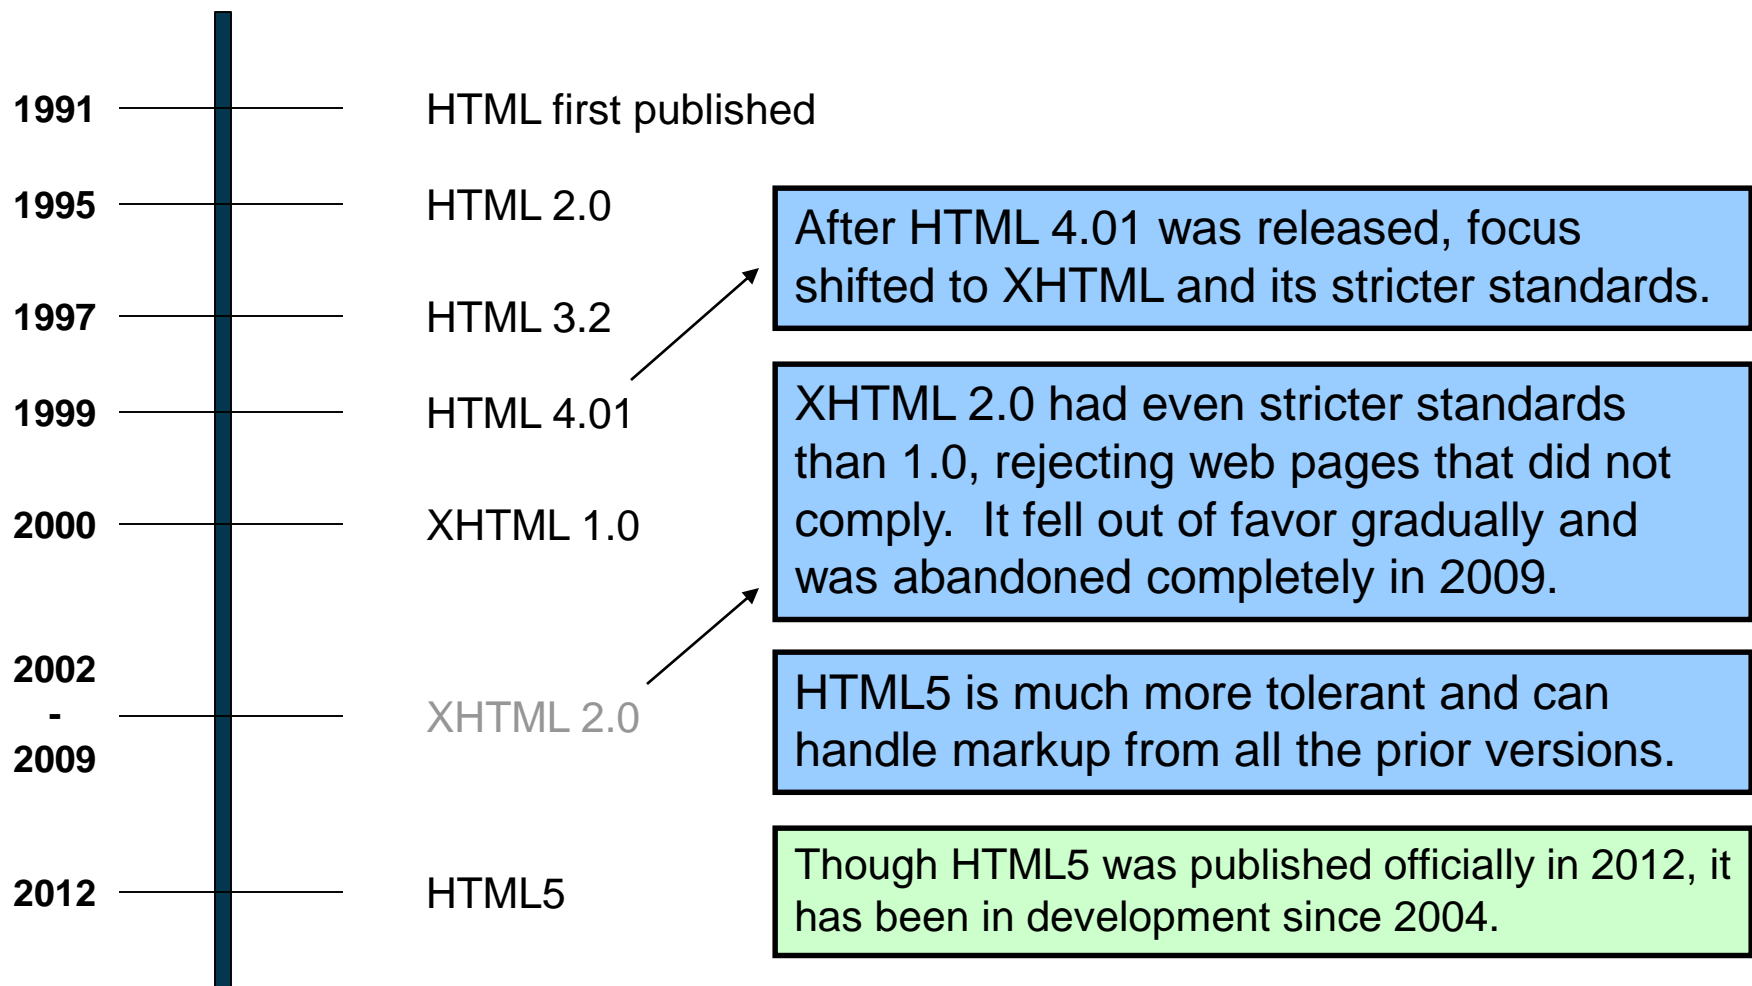 1991
HTML first published
1995
HTML 2.0
After HTML 4.01 was released, focus
shifted to XHTML and its stricter standards.
1997
HTML 3.2
1999
HTML 4.01
XHTML 2.0 had even stricter standards
than 1.0, rejecting web pages that did not
comply.  It fell out of favor gradually and
was abandoned completely in 2009.
2000
XHTML 1.0
2002
-
2009
XHTML 2.0
HTML5 is much more tolerant and can
handle markup from all the prior versions.
2012
HTML5
Though HTML5 was published officially in 2012, it
has been in development since 2004.